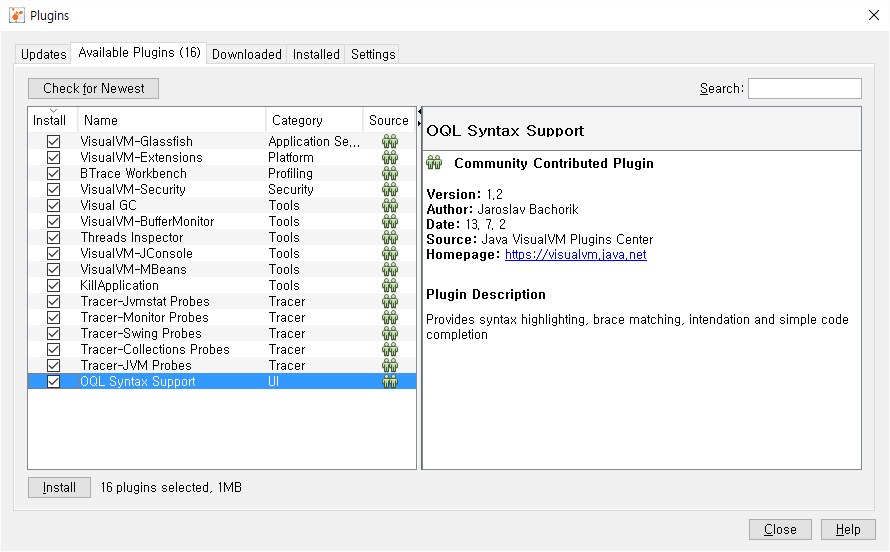 Plugins
Updates Available Plugins (16) Downloaded Installed Settings
Check for Newest Search:
Install Name Category Source
VisualVM-Glassfish Application Se...
VisualVM-Extensions Platform
BTrace Workbench Profiling
VisualVM-Security Security
Visual GC Tools
VisualVM-BufferMonitor Tools
Threads Inspector Tools
VisualVM-JConsole Tools
VisualVM-MBeans Tools
KillApplication Tools
Tracer-Jvmstat Probes Tracer
Tracer-Monitor Probes Tracer
Tracer-Swing Probes Tracer
Tracer-Collections Probes Tracer
Tracer-JVM Probes Tracer
OQL Syntax Support UI
OQL Syntax Support
Community Contributed Plugin
Version: 1.2
Author: Jaroslav Bachorik
Date: 13. 7. 2
Source: Java VisualVM Plugins Center
Homepage: https://visualvm.java.net
Plugin Description
Provides syntax highlighting, brace matching, intendation and simple code
completion
Install 16 plugins selected, 1MB
Close Help